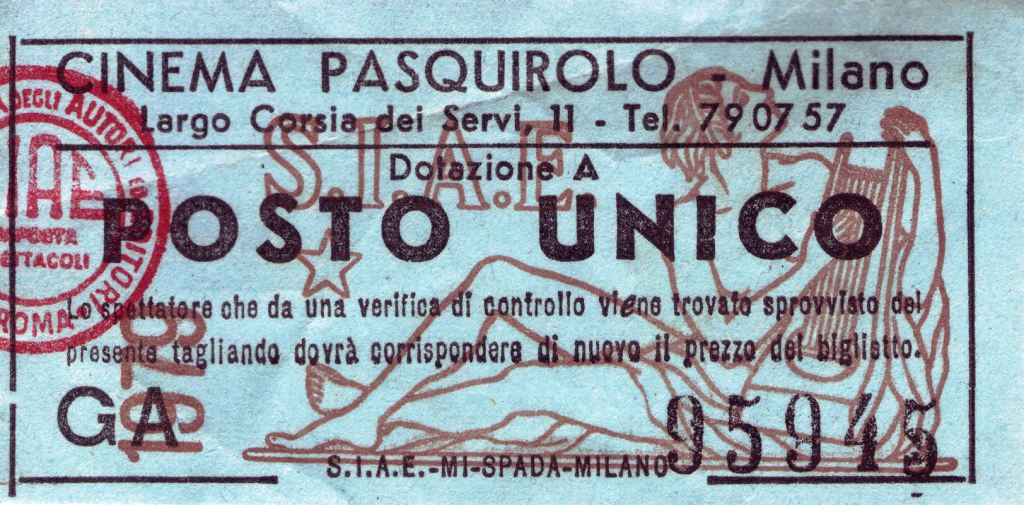 CINEMA PASQUIROLO - Milano
Largo Corsia dei Servi, 11 - Tel. 79 07 57
Dotazione A
S.I.A.E.
POSTO UNICO
Lo spettatore che da una verifica di controllo viene trovato sprovvisto del
presente tagliando dovrà corrispondere di nuovo il prezzo del biglietto.
GA
95945
S.I.A.E.-MI-SPADA-MILANO
DEGLI AUTORI ED EDITORI
ROMA